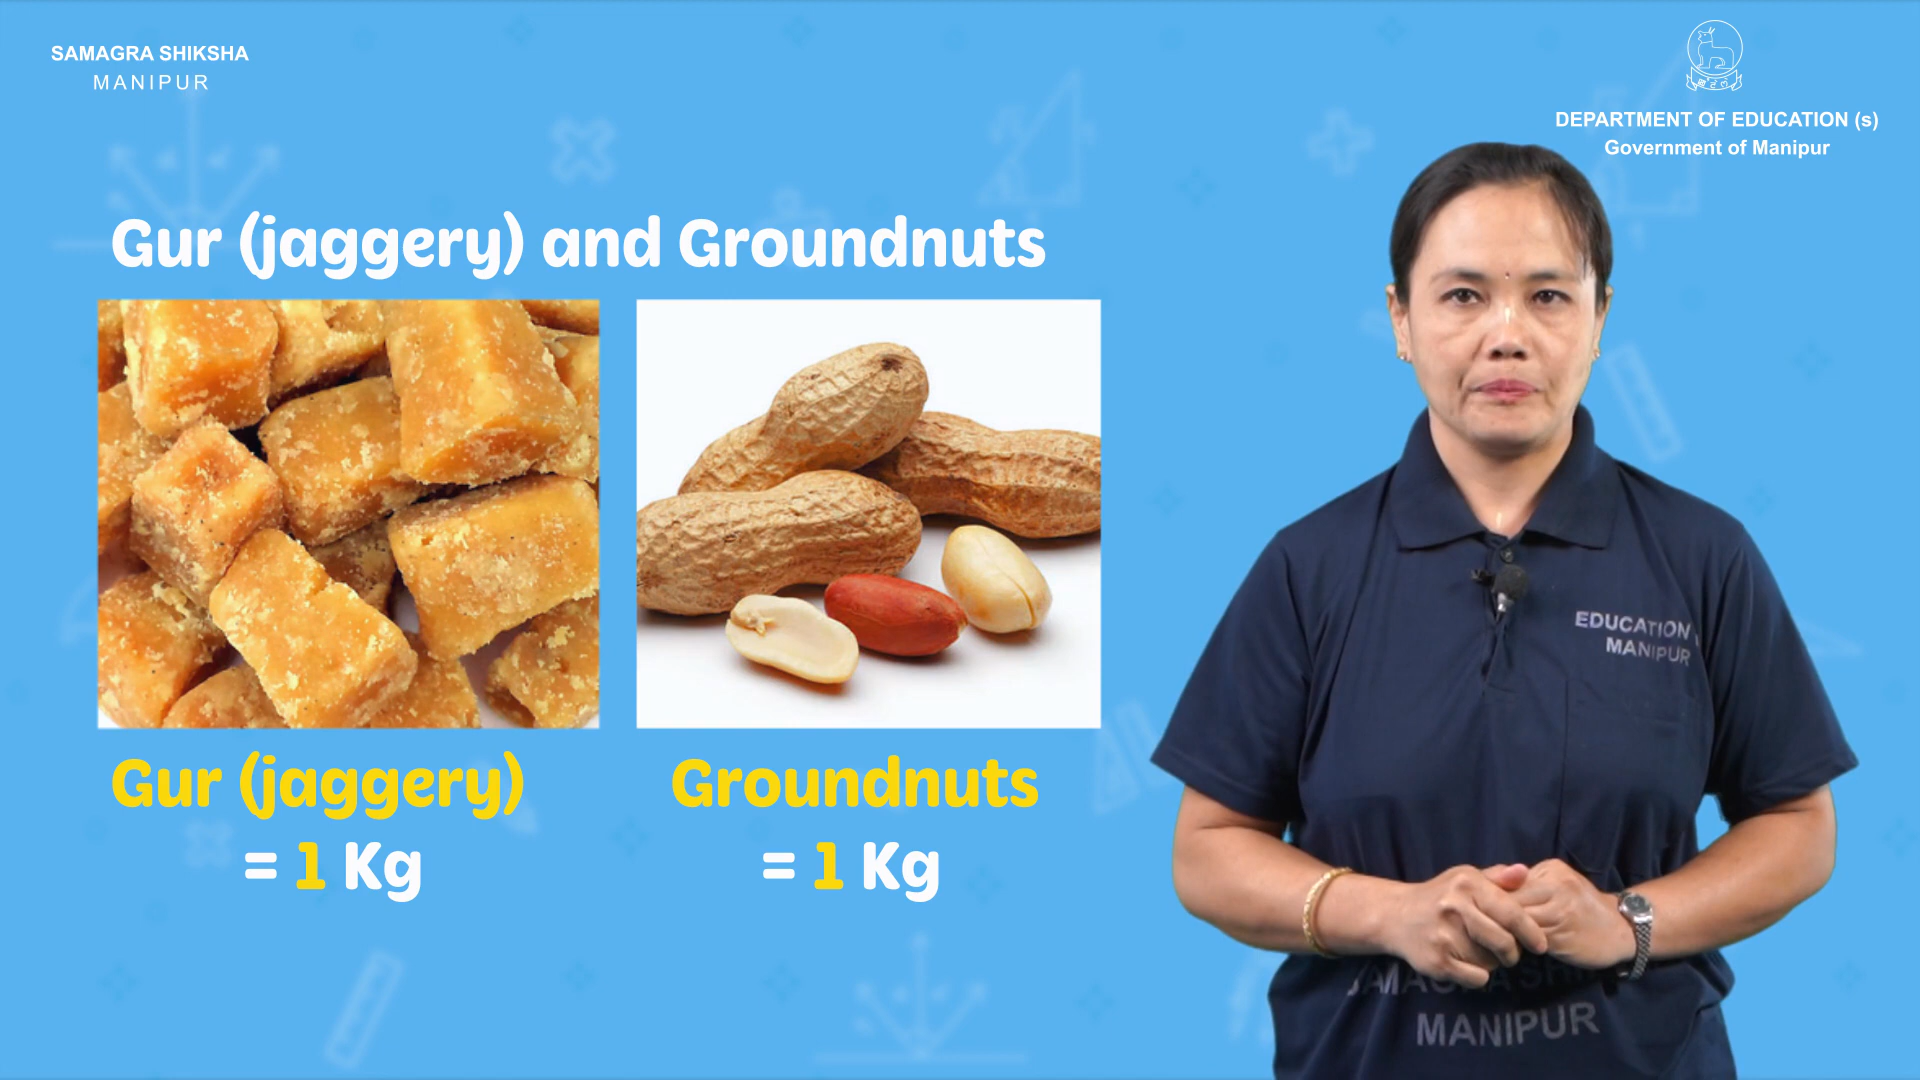 SAMAGRA SHIKSHA
MANIPUR
DEPARTMENT OF EDUCATION (s)
Government of Manipur
Gur (jaggery) and Groundnuts
Gur (jaggery)
= 1 Kg
Groundnuts
= 1 Kg
EDUCATION
MANIPUR
MANIPUR